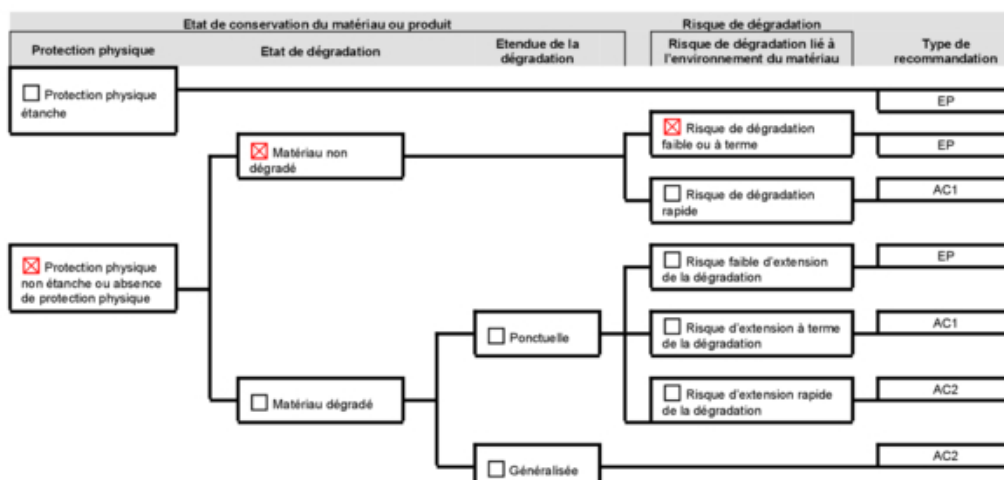 Etat de conservation du matériau ou produit
Risque de dégradation
Protection physique
Etat de dégradation
Etendue de la
dégradation
Risque de dégradation lié à
l'environnement du matériau
Type de
recommandation
Protection physique
étanche
EP
Matériau non
dégradé
Risque de dégradation
faible ou à terme
EP
Risque de dégradation
rapide
AC1
Protection physique
non étanche ou absence
de protection physique
Risque faible d'extension
de la dégradation
EP
Ponctuelle
Risque d'extension à terme
de la dégradation
AC1
Matériau dégradé
Risque d'extension rapide
de la dégradation
AC2
Généralisée
AC2